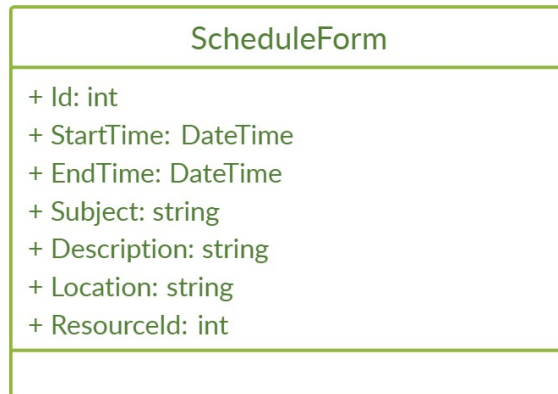 ScheduleForm
+ Id: int
+ StartTime: DateTime
+ EndTime: DateTime
+ Subject: string
+ Description: string
+ Location: string
+ ResourceId: int